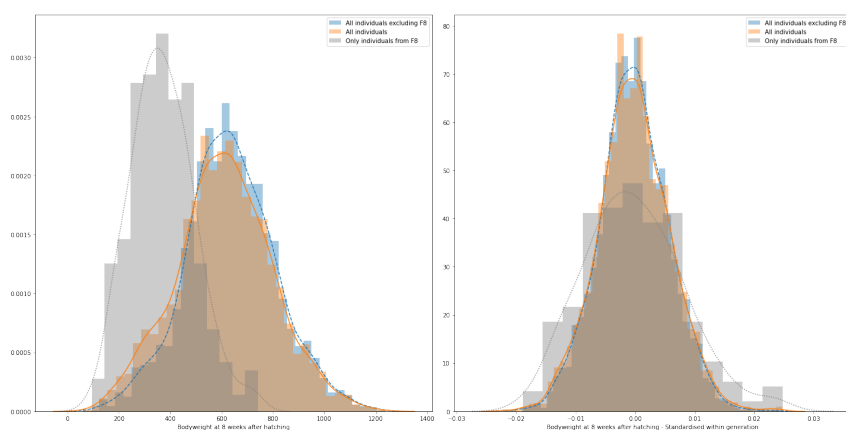 All individuals excluding F8
All individuals
Only individuals from F8
0.0030
0.0025
0.0020
0.0015
0.0010
0.0005
0.0000
0 200 400 600 800 1000 1200 1400
Bodyweight at 8 weeks after hatching
All individuals excluding F8
All individuals
Only individuals from F8
80
70
60
50
40
30
20
10
0
-0.03 -0.02 -0.01 0.00 0.01 0.02 0.03
Bodyweight at 8 weeks after hatching - Standardised within generation